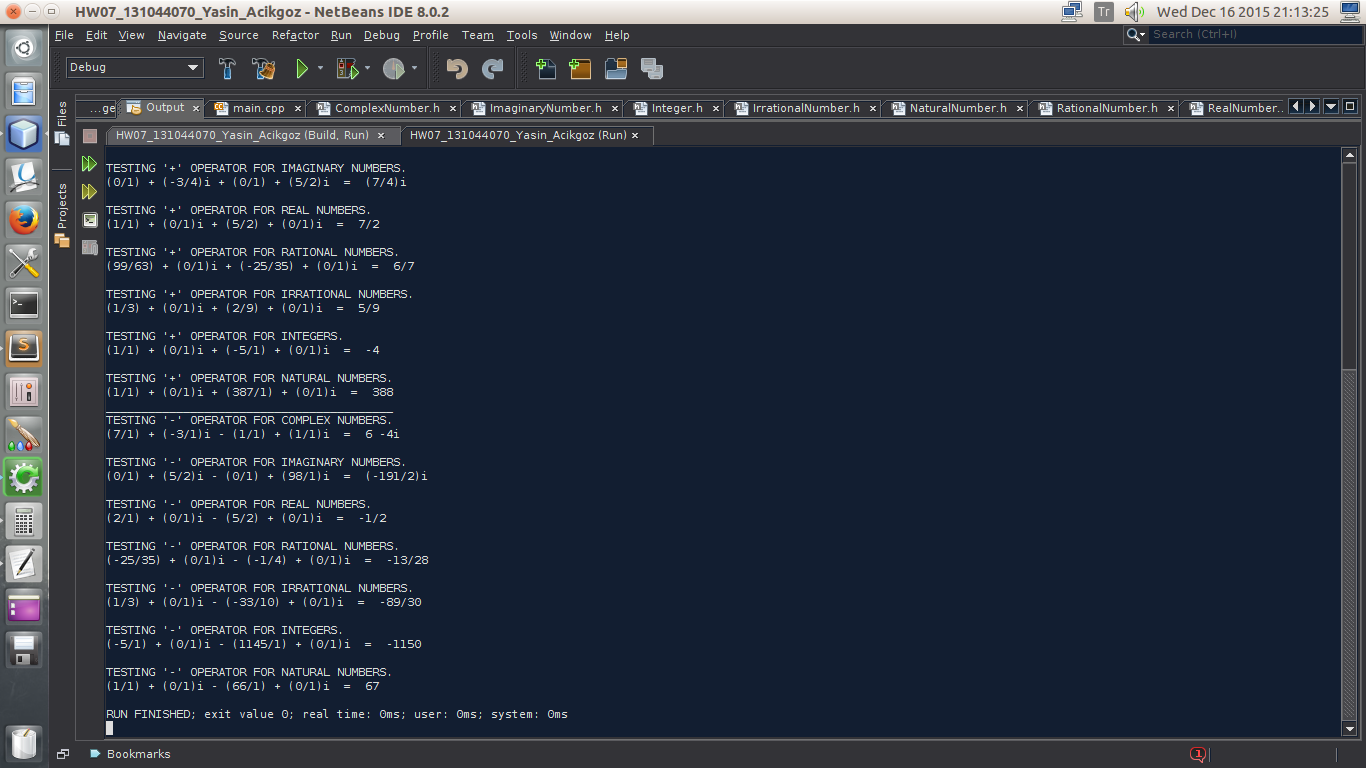 HW07_131044070_Yasin_Acikgoz - NetBeans IDE 8.0.2
Tr
Wed Dec 16 2015 21:13:25
File Edit View Navigate Source Refactor Run Debug Profile Team Tools Window Help
Search (Ctrl+I)
Debug
...ge Output main.cpp ComplexNumber.h ImaginaryNumber.h Integer.h IrrationalNumber.h NaturalNumber.h RationalNumber.h RealNumber..
Files
Projects
HW07_131044070_Yasin_Acikgoz (Build, Run) HW07_131044070_Yasin_Acikgoz (Run)
TESTING '+' OPERATOR FOR IMAGINARY NUMBERS.
(0/1) + (-3/4)i + (0/1) + (5/2)i  =  (7/4)i
TESTING '+' OPERATOR FOR REAL NUMBERS.
(1/1) + (0/1)i + (5/2) + (0/1)i  =  7/2
TESTING '+' OPERATOR FOR RATIONAL NUMBERS.
(99/63) + (0/1)i + (-25/35) + (0/1)i  =  6/7
TESTING '+' OPERATOR FOR IRRATIONAL NUMBERS.
(1/3) + (0/1)i + (2/9) + (0/1)i  =  5/9
TESTING '+' OPERATOR FOR INTEGERS.
(1/1) + (0/1)i + (-5/1) + (0/1)i  =  -4
TESTING '+' OPERATOR FOR NATURAL NUMBERS.
(1/1) + (0/1)i + (387/1) + (0/1)i  =  388
TESTING '-' OPERATOR FOR COMPLEX NUMBERS.
(7/1) + (-3/1)i - (1/1) + (1/1)i  =  6 -4i
TESTING '-' OPERATOR FOR IMAGINARY NUMBERS.
(0/1) + (5/2)i - (0/1) + (98/1)i  =  (-191/2)i
TESTING '-' OPERATOR FOR REAL NUMBERS.
(2/1) + (0/1)i - (5/2) + (0/1)i  =  -1/2
TESTING '-' OPERATOR FOR RATIONAL NUMBERS.
(-25/35) + (0/1)i - (-1/4) + (0/1)i  =  -13/28
TESTING '-' OPERATOR FOR IRRATIONAL NUMBERS.
(1/3) + (0/1)i - (-33/10) + (0/1)i  =  -89/30
TESTING '-' OPERATOR FOR INTEGERS.
(-5/1) + (0/1)i - (1145/1) + (0/1)i  =  -1150
TESTING '-' OPERATOR FOR NATURAL NUMBERS.
(1/1) + (0/1)i - (66/1) + (0/1)i  =  67
RUN FINISHED; exit value 0; real time: 0ms; user: 0ms; system: 0ms
Bookmarks
1